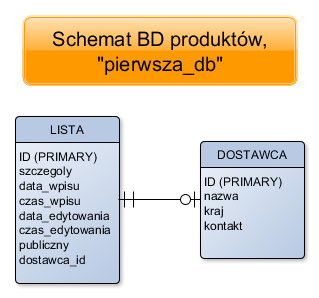 Schemat BD produktów,
"pierwsza_db"
LISTA
ID (PRIMARY)
szczegoly
data_wpisu
czas_wpisu
data_edytowania
czas_edytowania
publiczny
dostawca_id
DOSTAWCA
ID (PRIMARY)
nazwa
kraj
kontakt